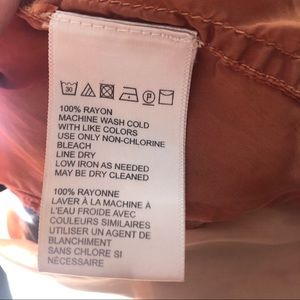 30
P
100% RAYON
MACHINE WASH COLD
WITH LIKE COLORS
USE ONLY NON-CHLORINE
BLEACH
LINE DRY
LOW IRON AS NEEDED
MAY BE DRY CLEANED
100% RAYONNE
LAVER À LA MACHINE À
L'EAU FROIDE AVEC
COULEURS SIMILAIRES
UTILISER UN AGENT DE
BLANCHIMENT
SANS CHLORE SI
NÉCESSAIRE